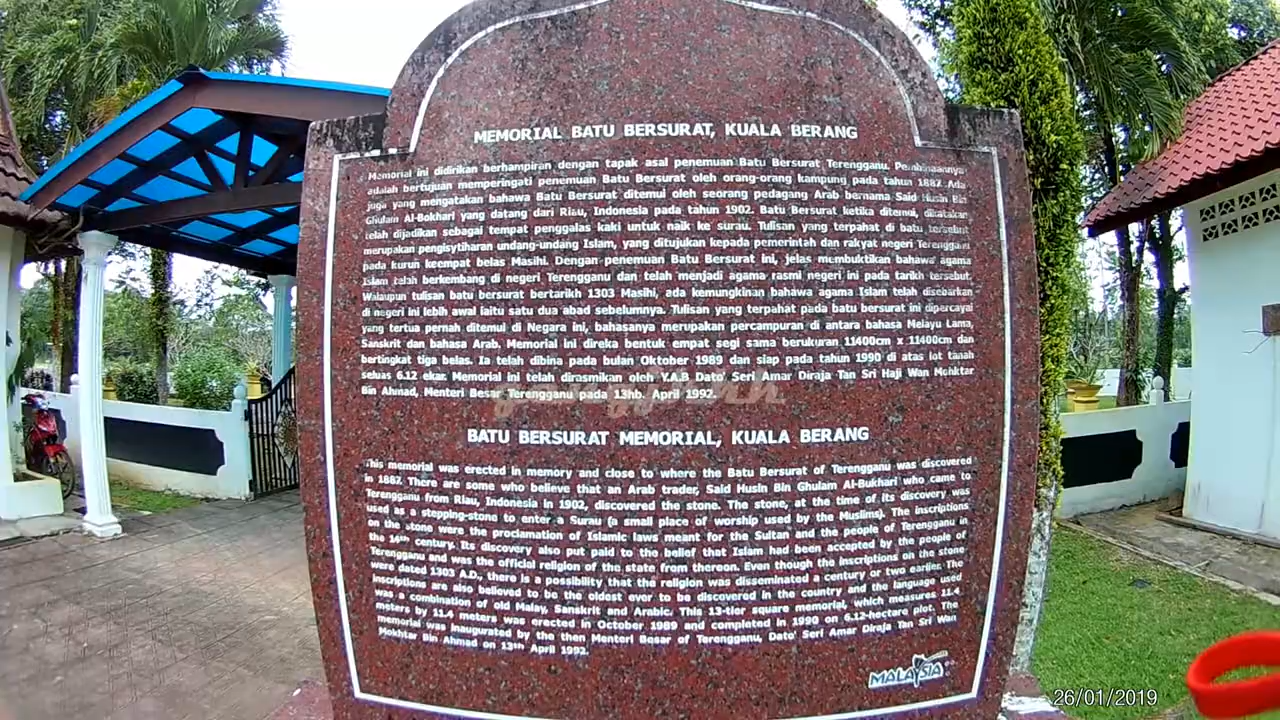 MEMORIAL BATU BERSURAT, KUALA BERANG
Memorial ini didirikan berhampiran dengan tapak asal penemuan Batu Bersurat Terengganu. Pembinaannya
adalah bertujuan memperingati penemuan Batu Bersurat oleh orang-orang kampung pada tahun 1887. Ada
juga yang mengatakan bahawa Batu Bersurat ditemui oleh seorang pedagang Arab bernama Said Husin Bin
Ghulam Al-Bokhari yang datang dari Riau, Indonesia pada tahun 1902. Batu Bersurat ketika ditemui, dikatakan
telah dijadikan sebagai tempat penggalas kaki untuk naik ke surau. Tulisan yang terpahat di batu tersebut
merupakan pengisytiharan undang-undang Islam, yang ditujukan kepada pemerintah dan rakyat negeri Terengganu
pada kurun keempat belas Masihi. Dengan penemuan Batu Bersurat ini, jelas membuktikan bahawa agama
Islam telah berkembang di negeri Terengganu dan telah menjadi agama rasmi negeri ini pada tarikh tersebut.
Walaupun tulisan batu bersurat bertarikh 1303 Masihi, ada kemungkinan bahawa agama Islam telah disebarkan
di negeri ini lebih awal laitu satu dua abad sebelumnya. Tulisan yang terpahat pada batu bersurat ini dipercayai
yang tertua pernah ditemui di Negara ini, bahasanya merupakan percampuran di antara bahasa Melayu Lama,
Sanskrit dan bahasa Arab. Memorial ini direka bentuk empat segi sama berukuran 11400cm x 11400cm dan
bertingkat tiga belas. Ia telah dibina pada bulan Oktober 1989 dan siap pada tahun 1990 di atas lot tanah
seluas 6.12 ekar. Memorial ini telah dirasmikan oleh Y.A.B Dato' Seri Amar Diraja Tan Sri Haji Wan Mohktar
Bin Ahmad, Menteri Besar Terengganu pada 13hb. April 1992.
BATU BERSURAT MEMORIAL, KUALA BERANG
This memorial was erected in memory and close to where the Batu Bersurat of Terengganu was discovered
in 1887. There are some who believe that an Arab trader, Said Husin Bin Ghulam Al-Bukhari who came to
Terengganu from Riau, Indonesia in 1902, discovered the stone. The stone, at the time of its discovery was
used as a stepping-stone to enter a Surau (a small place of worship used by the Muslims). The inscriptions
on the stone were the proclamation of Islamic laws meant for the Sultan and the people of Terengganu in
the 14th century. Its discovery also put paid to the belief that Islam had been accepted by the people of
Terengganu and was the official religion of the state from thereon. Even though the inscriptions on the stone
were dated 1303 A.D., there is a possibility that the religion was disseminated a century or two earlier. The
inscriptions are also believed to be the oldest ever to be discovered in the country and the language used
was a combination of old Malay, Sanskrit and Arabic. This 13-tier square memorial, which measures 11.4
meters by 11.4 meters was erected in October 1989 and completed in 1990 on 6.12-hectare plot. The
memorial was inaugurated by the then Menteri Besar of Terengganu, Dato' Seri Amar Diraja Tan Sri Wan
Mokhtar Bin Ahmad on 13th April 1992.
MALAYSIA
26/01/2019